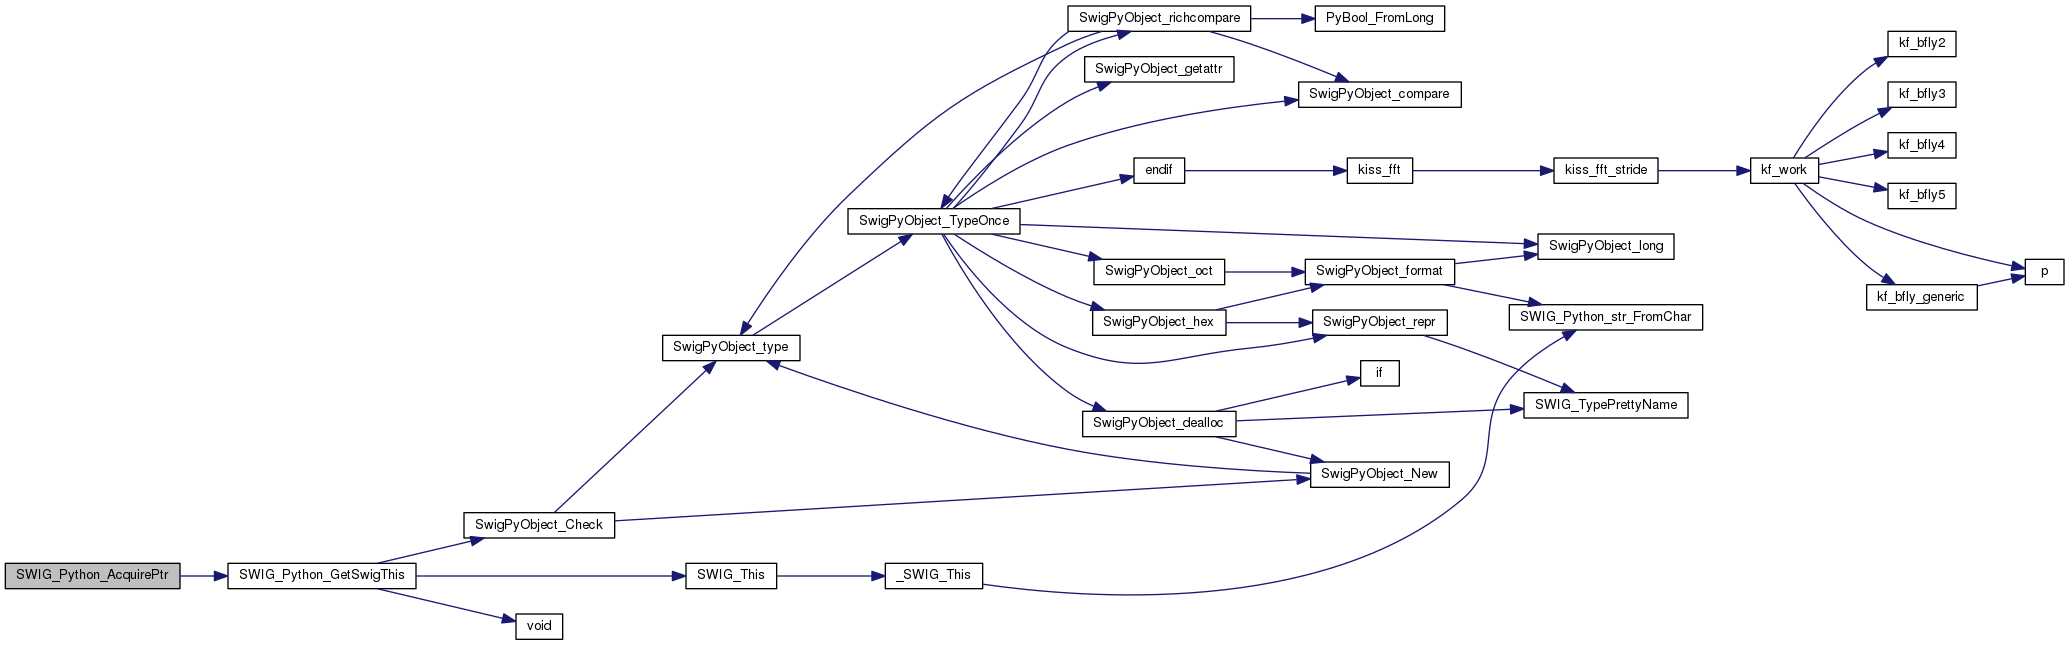 SwigPyObject_richcompare
PyBool_FromLong
kf_bfly2
SwigPyObject_getattr
SwigPyObject_compare
kf_bfly3
kf_bfly4
endif
kiss_fft
kiss_fft_stride
kf_work
kf_bfly5
SwigPyObject_TypeOnce
SwigPyObject_long
SwigPyObject_oct
SwigPyObject_format
p
kf_bfly_generic
SwigPyObject_hex
SwigPyObject_repr
SWIG_Python_str_FromChar
SwigPyObject_type
if
SWIG_TypePrettyName
SwigPyObject_dealloc
SwigPyObject_New
SwigPyObject_Check
SWIG_Python_AcquirePtr
SWIG_Python_GetSwigThis
SWIG_This
_SWIG_This
void